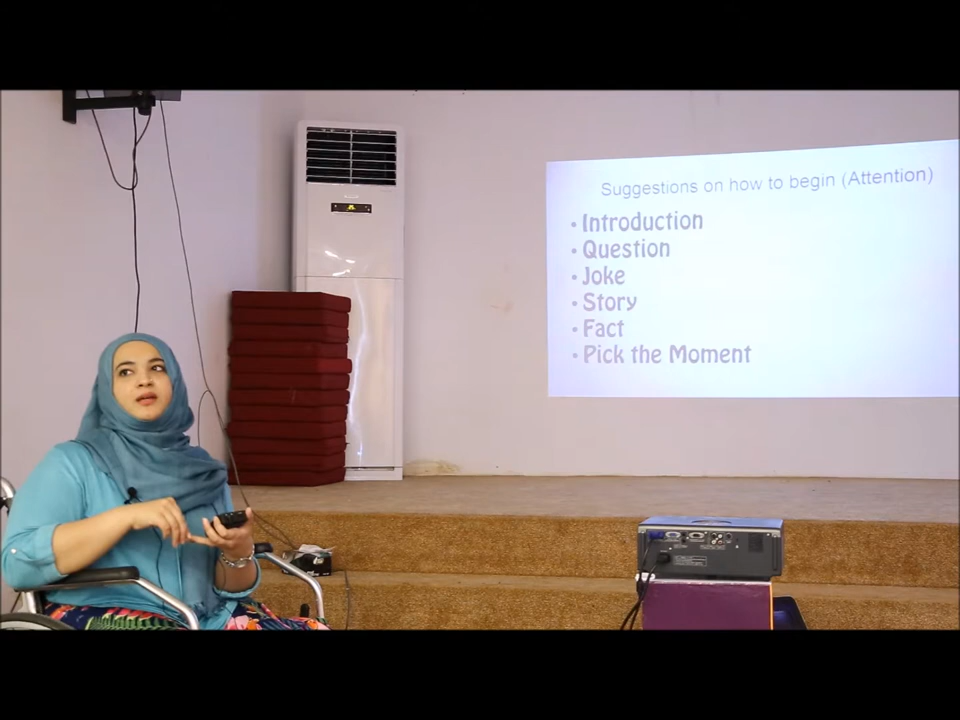 Suggestions on how to begin (Attention)
• Introduction
• Question
• Joke
• Story
• Fact
• Pick the Moment